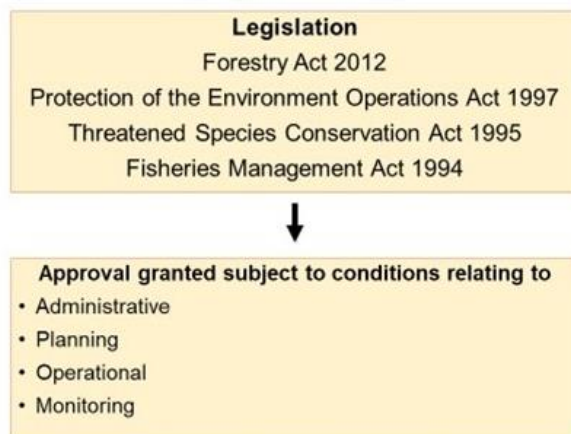 Legislation
Forestry Act 2012
Protection of the Environment Operations Act 1997
Threatened Species Conservation Act 1995
Fisheries Management Act 1994
Approval granted subject to conditions relating to
• Administrative
• Planning
• Operational
• Monitoring